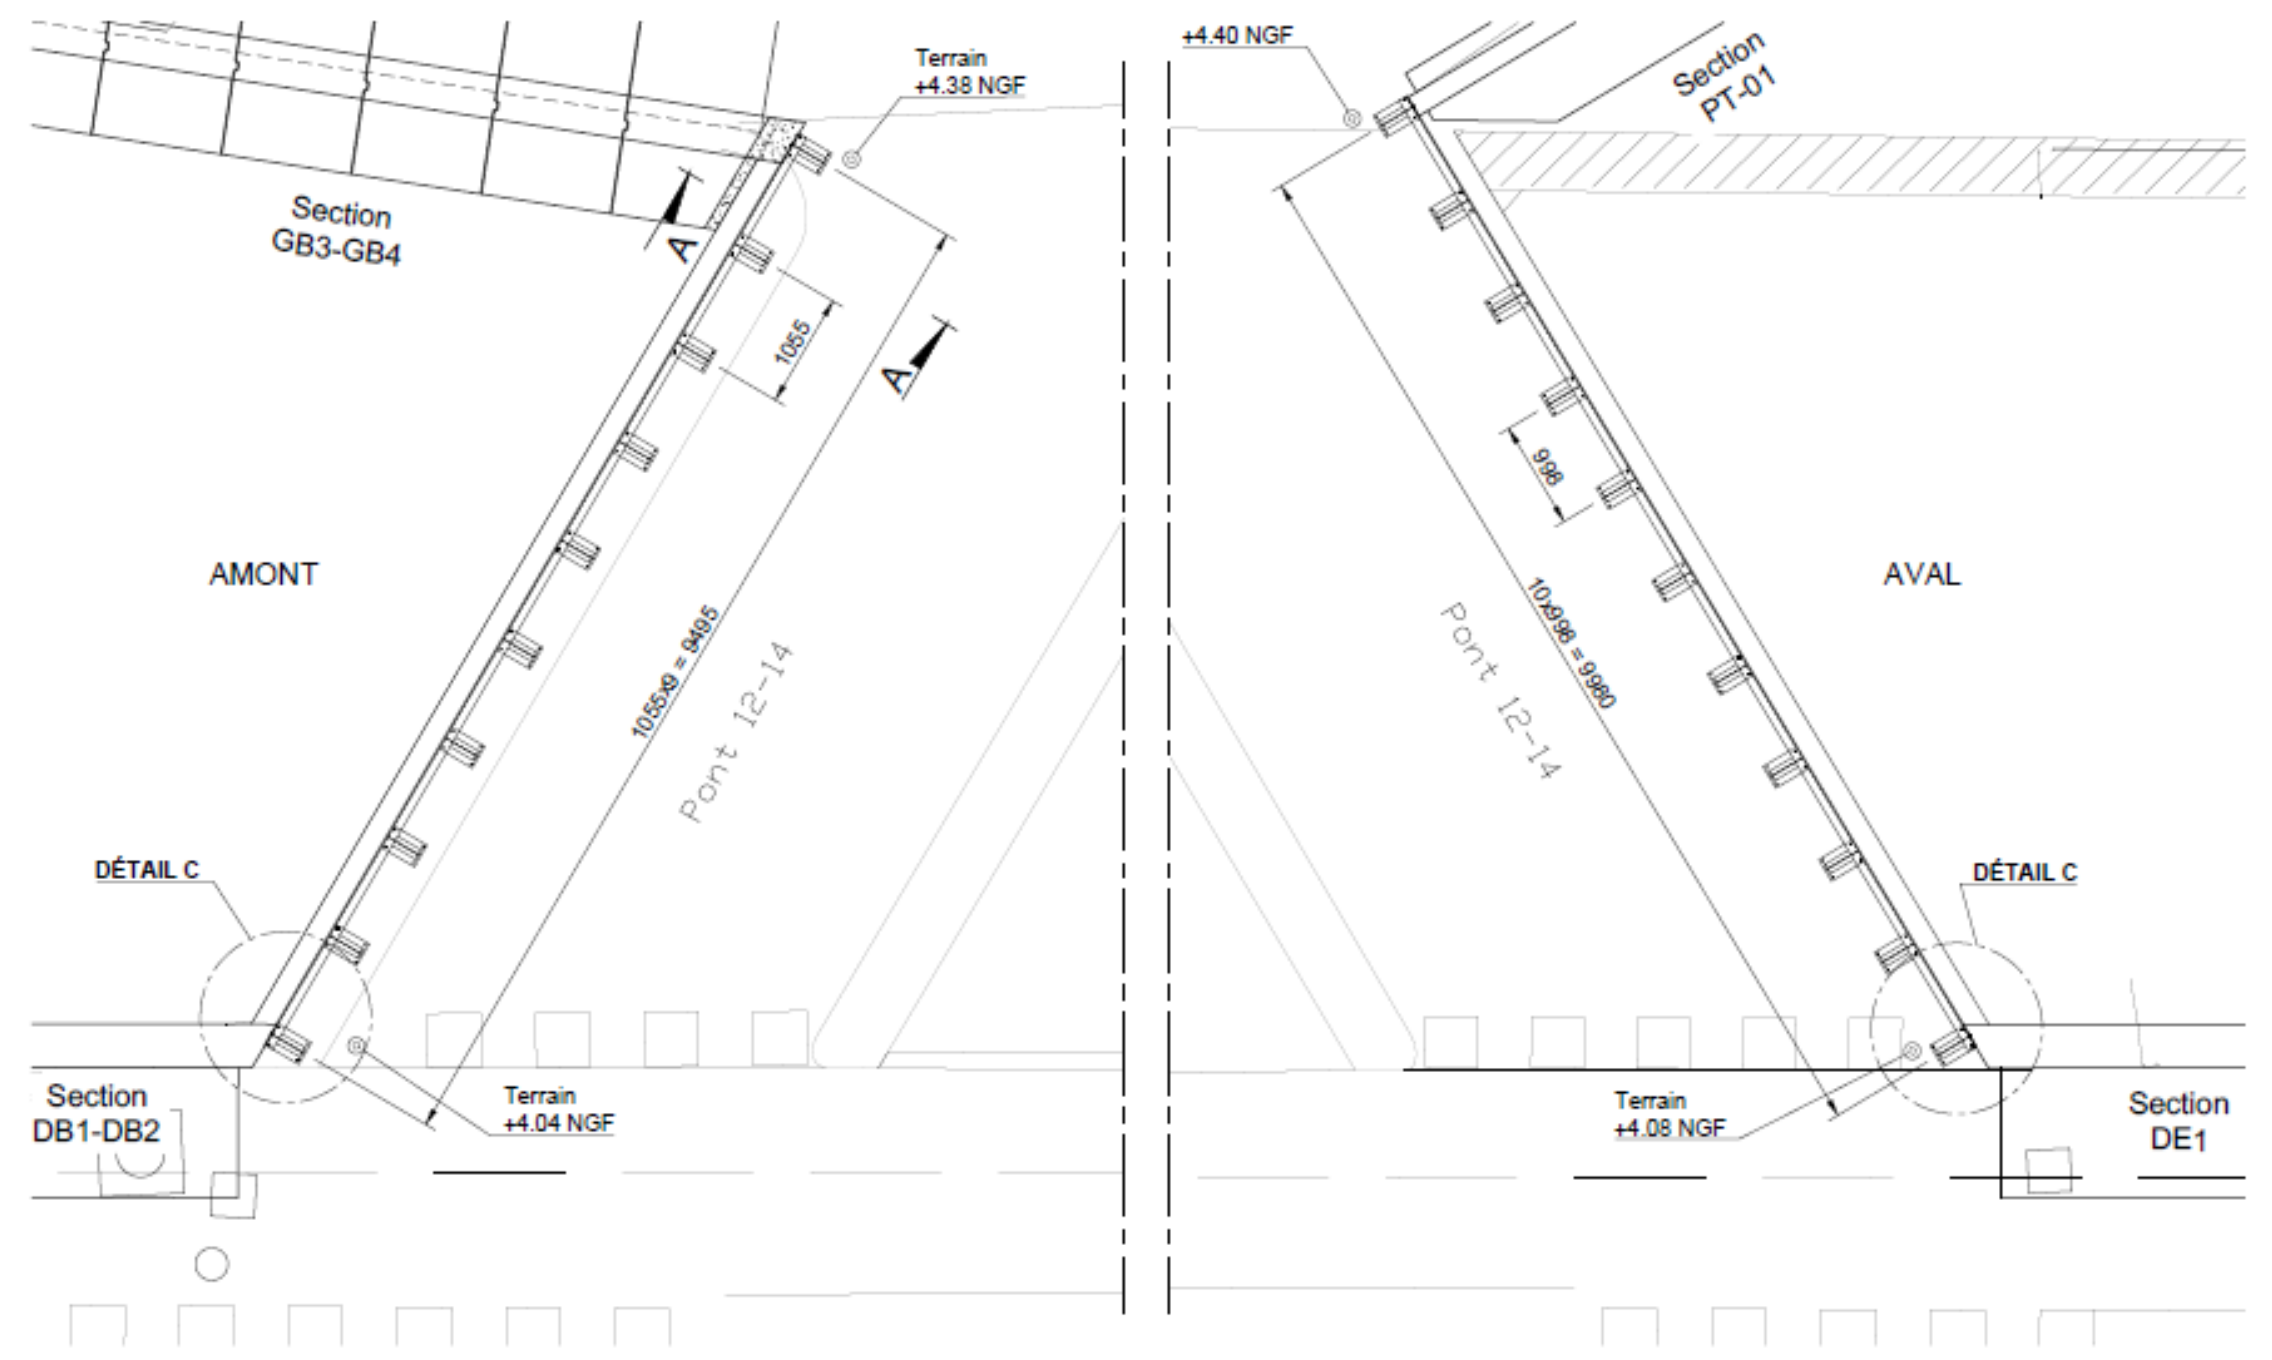 Terrain
+4.38 NGF
Section
GB3-GB4
A
1055
A
AMONT
1055x9 = 9495
Pont 12-14
DÉTAIL C
Terrain
+4.04 NGF
Section
DB1-DB2
+4.40 NGF
Section
PT-01
998
AVAL
10x998 = 9980
Pont 12-14
DÉTAIL C
Terrain
+4.08 NGF
Section
DE1